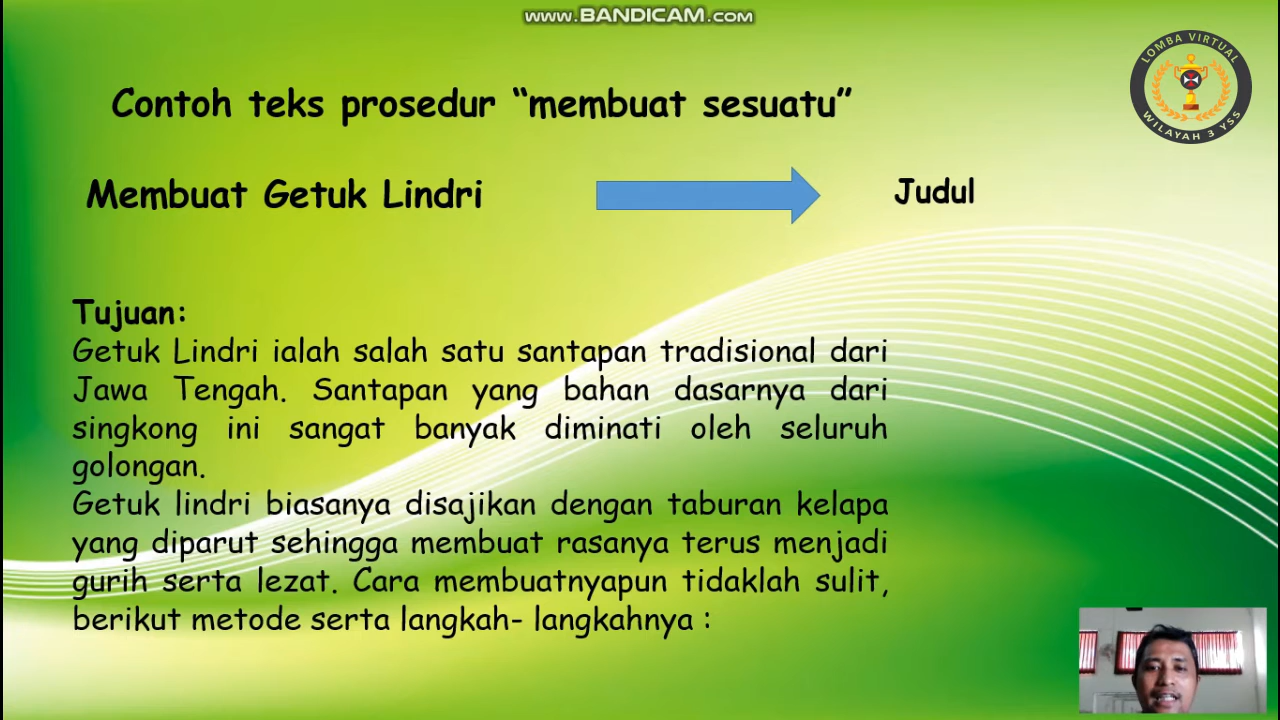 www.BANDICAM.com
LOMBA VIRTUAL
WILAYAH 3 YSS
Contoh teks prosedur “membuat sesuatu”
Membuat Getuk Lindri
Judul
Tujuan:
Getuk Lindri ialah salah satu santapan tradisional dari
Jawa Tengah. Santapan yang bahan dasarnya dari
singkong ini sangat banyak diminati oleh seluruh
golongan.
Getuk lindri biasanya disajikan dengan taburan kelapa
yang diparut sehingga membuat rasanya terus menjadi
gurih serta lezat. Cara membuatnyapun tidaklah sulit,
berikut metode serta langkah- langkahnya :